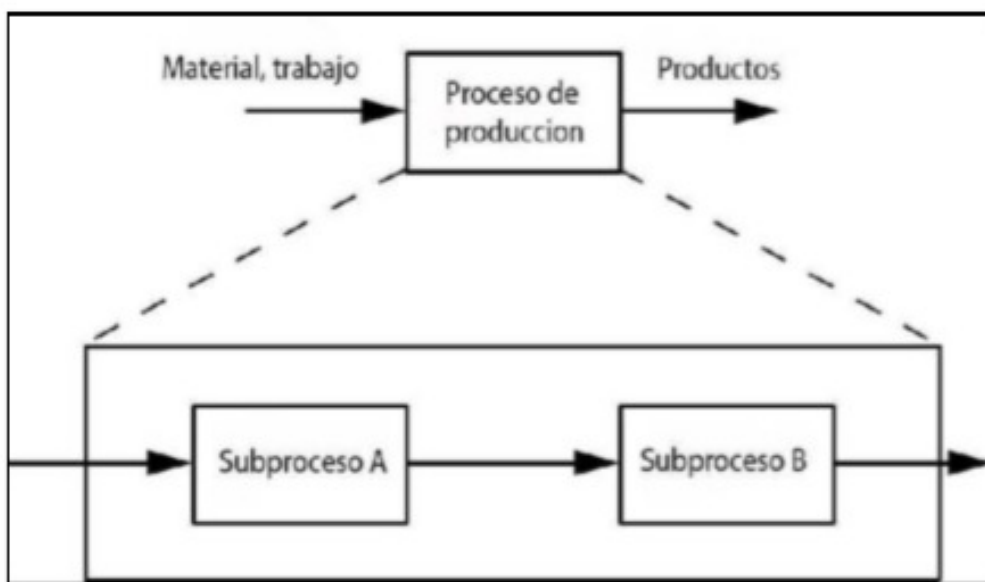 Material, trabajo
Proceso de
produccion
Productos
Subproceso A
Subproceso B